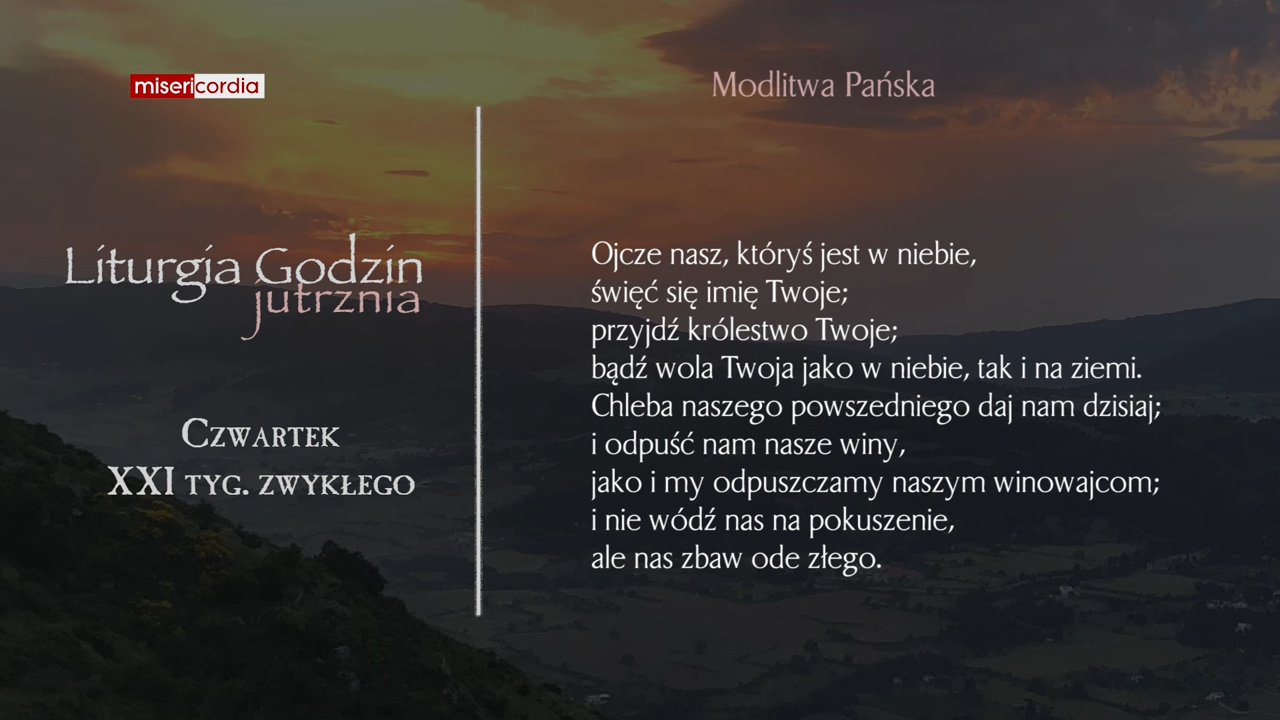 misericordia
Liturgia Godzin
jutrznia
Czwartek
XXI tyg. zwykłego
Modlitwa Pańska
Ojcze nasz, któryś jest w niebie,
święć się imię Twoje;
przyjdź królestwo Twoje;
bądź wola Twoja jako w niebie, tak i na ziemi.
Chleba naszego powszedniego daj nam dzisiaj;
i odpuść nam nasze winy,
jako i my odpuszczamy naszym winowajcom;
i nie wódź nas na pokuszenie,
ale nas zbaw ode złego.